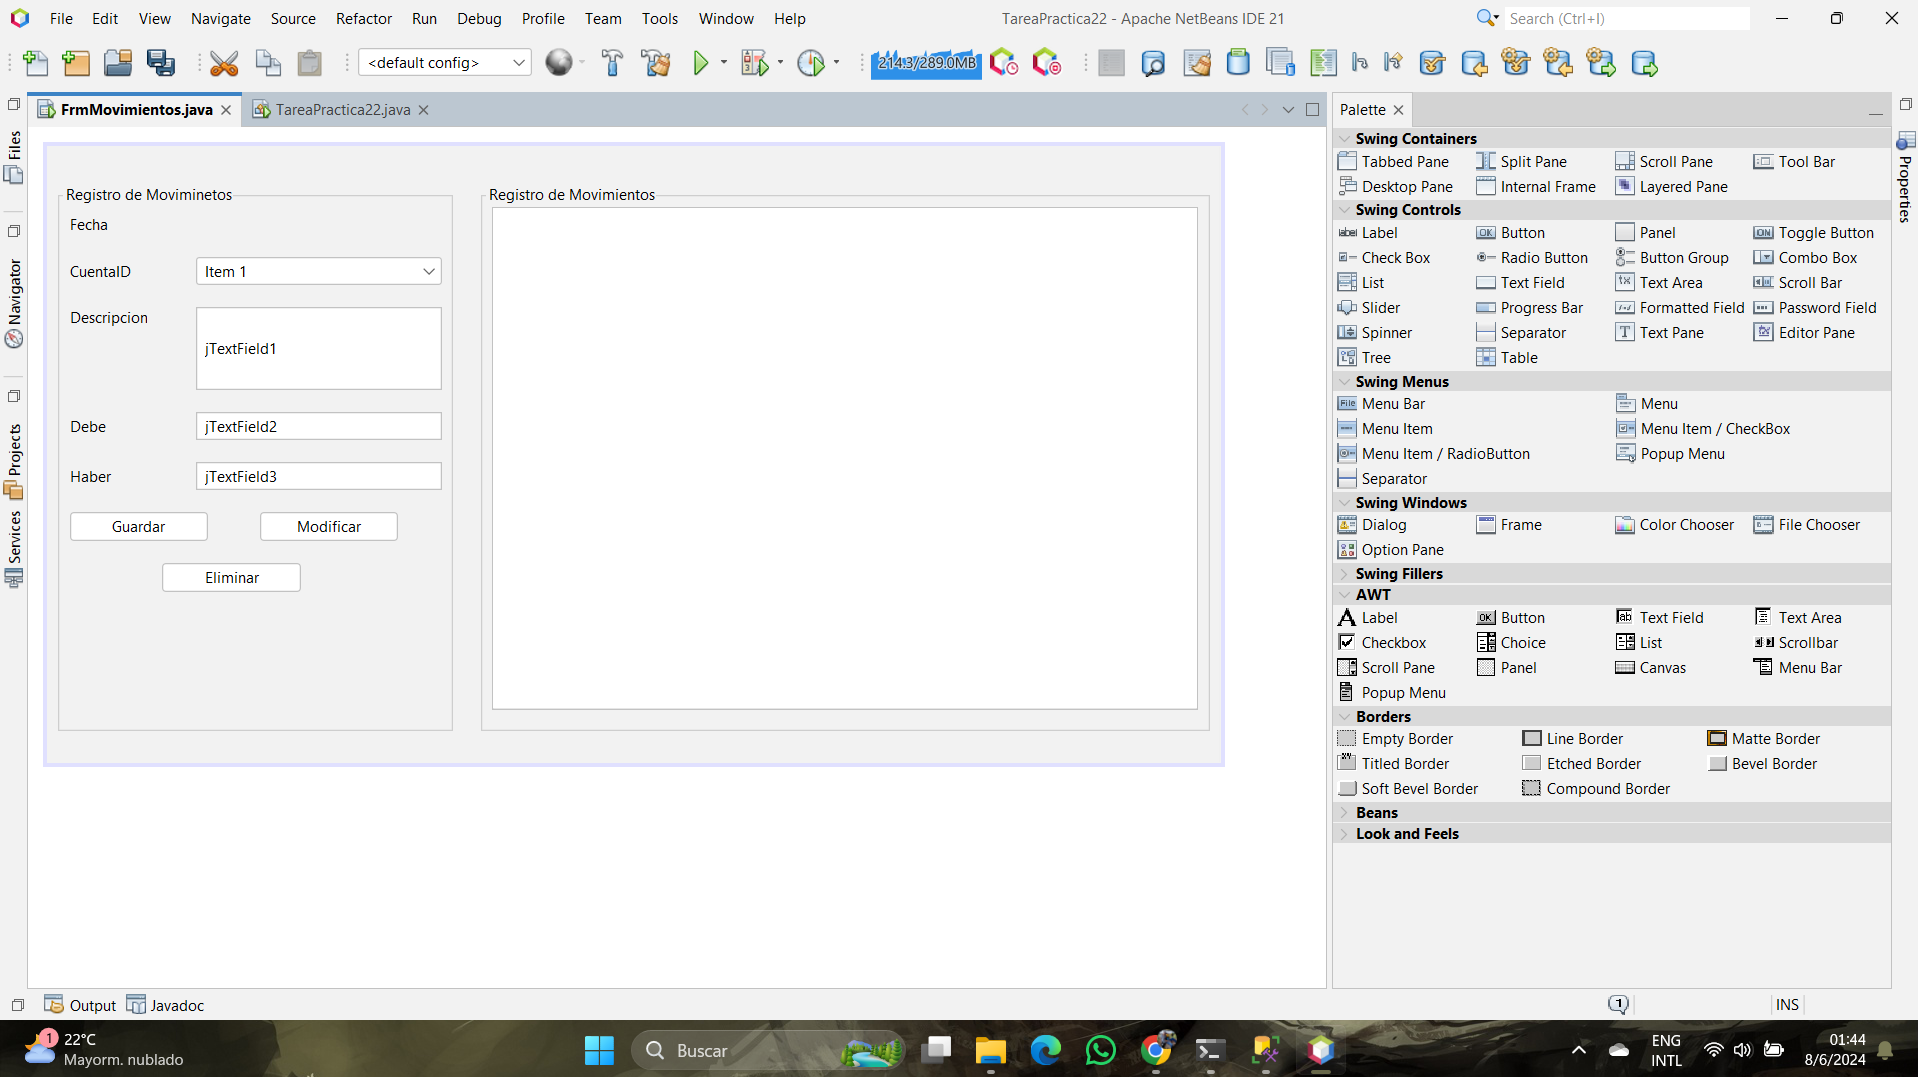 File Edit View Navigate Source Refactor Run Debug Profile Team Tools Window Help
TareaPractica22 - Apache NetBeans IDE 21
Search (Ctrl+I)
<default config>
214.3/289.0MB
FrmMovimientos.java
TareaPractica22.java
Files
Navigator
Projects
Services
Registro de Moviminetos
Fecha
CuentaID
Item 1
Descripcion
jTextField1
Debe
jTextField2
Haber
jTextField3
Guardar
Modificar
Eliminar
Registro de Movimientos
Palette
Swing Containers
Tabbed Pane Split Pane Scroll Pane Tool Bar
Desktop Pane Internal Frame Layered Pane
Swing Controls
Label Button Panel Toggle Button
Check Box Radio Button Button Group Combo Box
List Text Field Text Area Scroll Bar
Slider Progress Bar Formatted Field Password Field
Spinner Separator Text Pane Editor Pane
Tree Table
Swing Menus
Menu Bar Menu
Menu Item Menu Item / CheckBox
Menu Item / RadioButton Popup Menu
Separator
Swing Windows
Dialog Frame Color Chooser File Chooser
Option Pane
Swing Fillers
AWT
Label Button Text Field Text Area
Checkbox Choice List Scrollbar
Scroll Pane Panel Canvas Menu Bar
Popup Menu
Borders
Empty Border Line Border Matte Border
Titled Border Etched Border Bevel Border
Soft Bevel Border Compound Border
Beans
Look and Feels
Properties
Output
Javadoc
1
INS
1
22°C
Mayorm. nublado
Buscar
ENG
INTL
01:44
8/6/2024